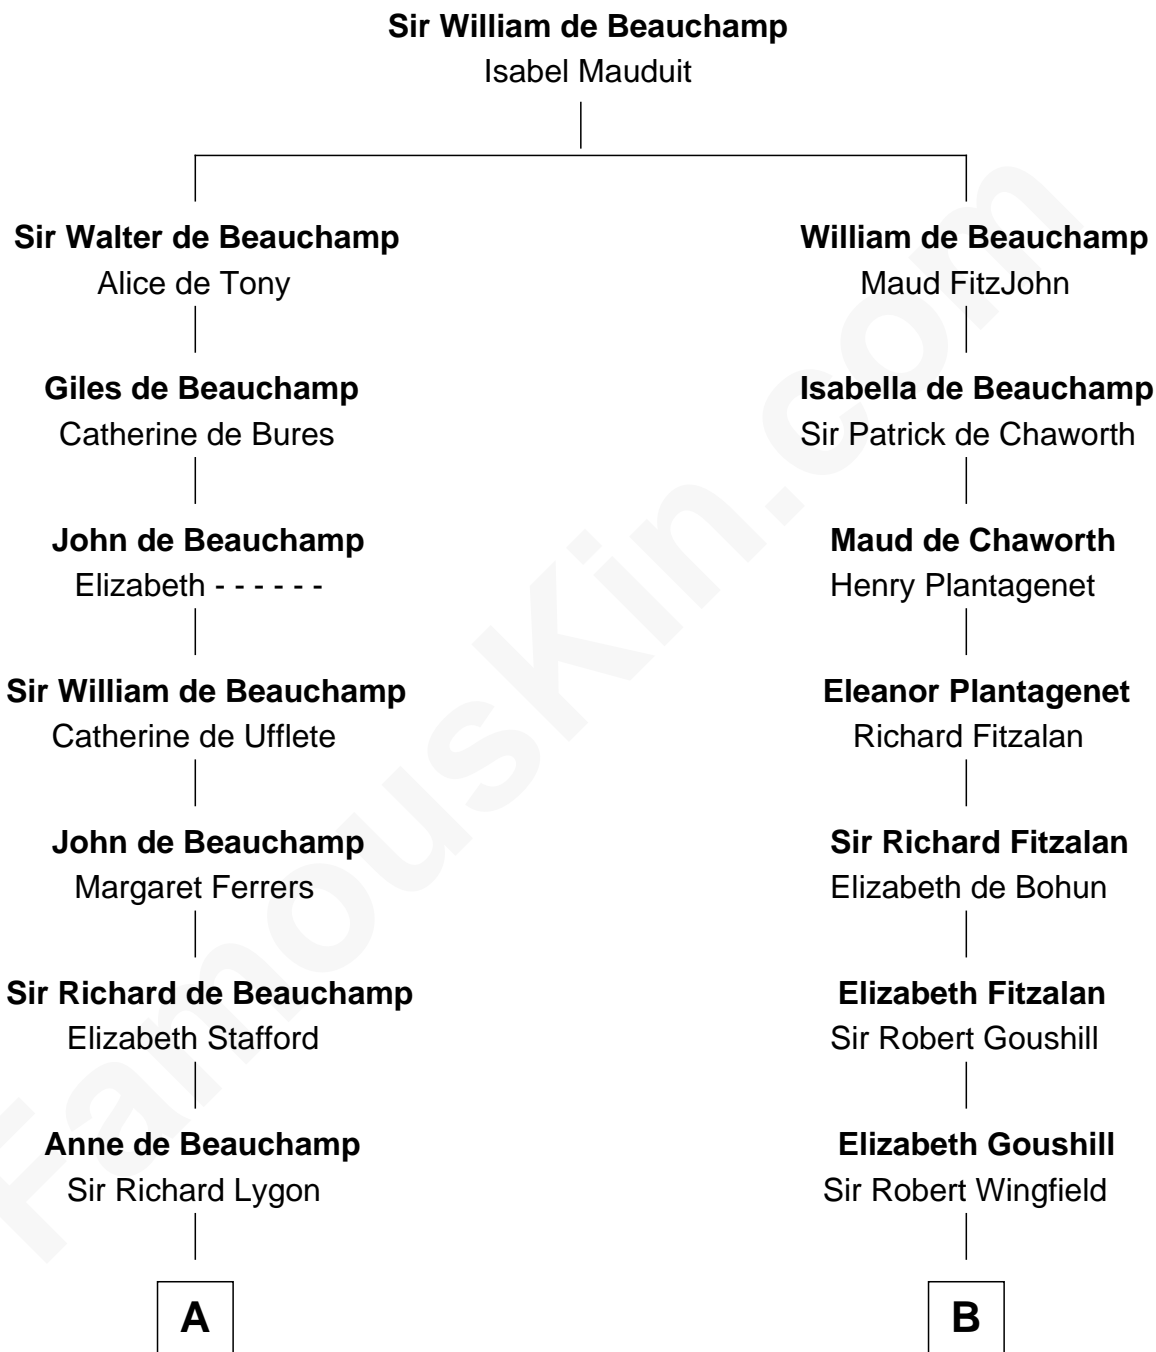 Sir William de Beauchamp
Isabel Mauduit
Sir Walter de Beauchamp
Alice de Tony
William de Beauchamp
Maud FitzJohn
Giles de Beauchamp
Catherine de Bures
Isabella de Beauchamp
Sir Patrick de Chaworth
John de Beauchamp
Elizabeth - - - - - -
Maud de Chaworth
Henry Plantagenet
Sir William de Beauchamp
Catherine de Ufflete
Eleanor Plantagenet
Richard Fitzalan
John de Beauchamp
Margaret Ferrers
Sir Richard Fitzalan
Elizabeth de Bohun
Sir Richard de Beauchamp
Elizabeth Stafford
Elizabeth Fitzalan
Sir Robert Goushill
Anne de Beauchamp
Sir Richard Lygon
Elizabeth Goushill
Sir Robert Wingfield
A
B
FamousKin.com